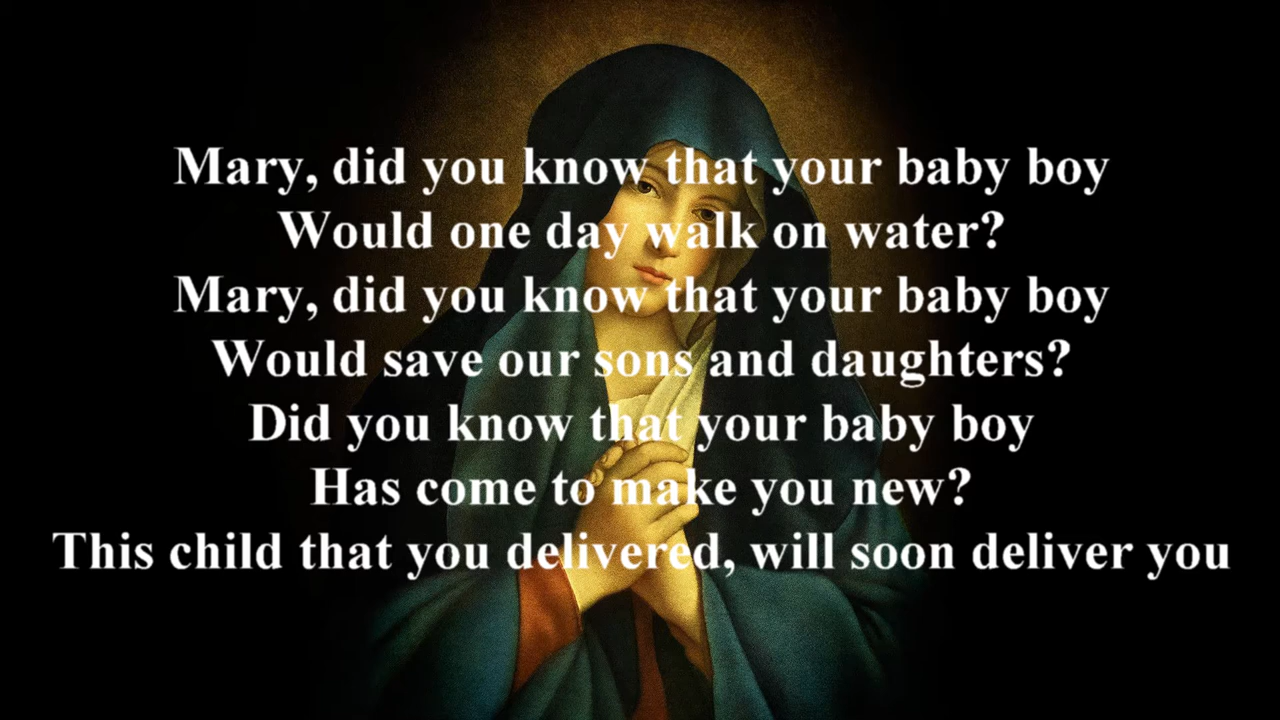 Mary, did you know that your baby boy
Would one day walk on water?
Mary, did you know that your baby boy
Would save our sons and daughters?
Did you know that your baby boy
Has come to make you new?
This child that you delivered, will soon deliver you